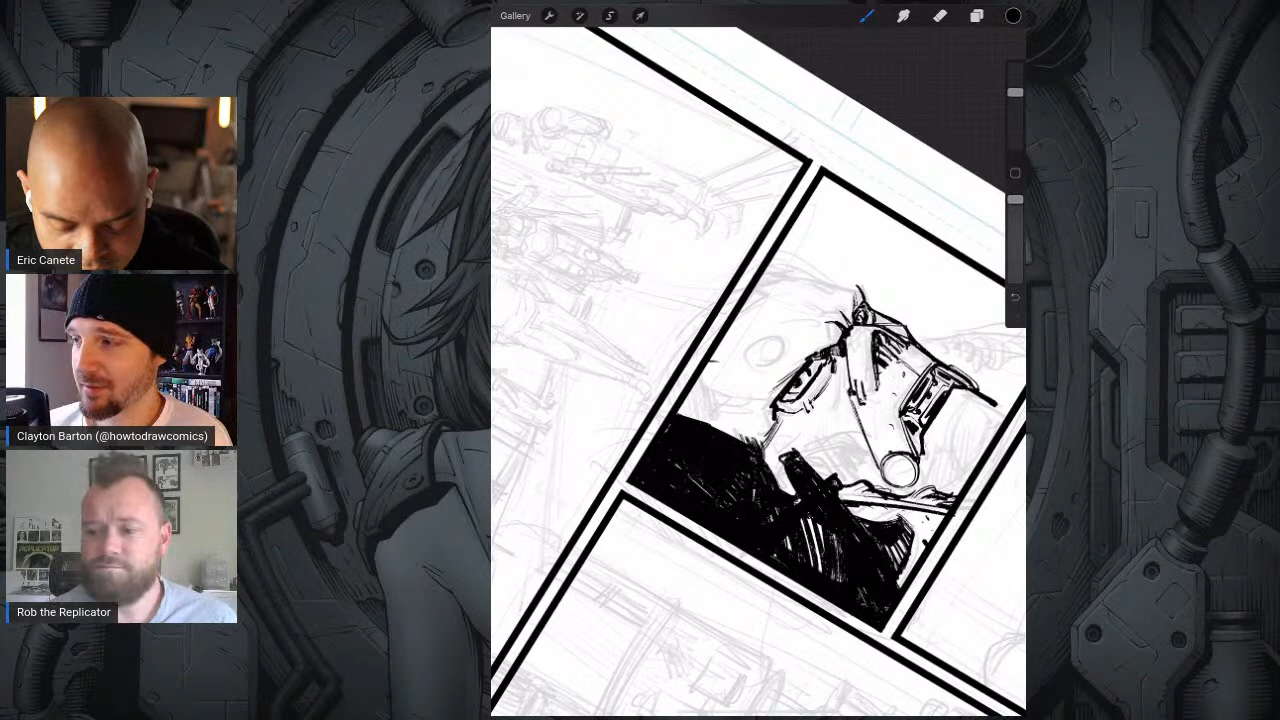 Gallery
Eric Canete
Clayton Barton (@howtodrawcomics)
Rob the Replicator